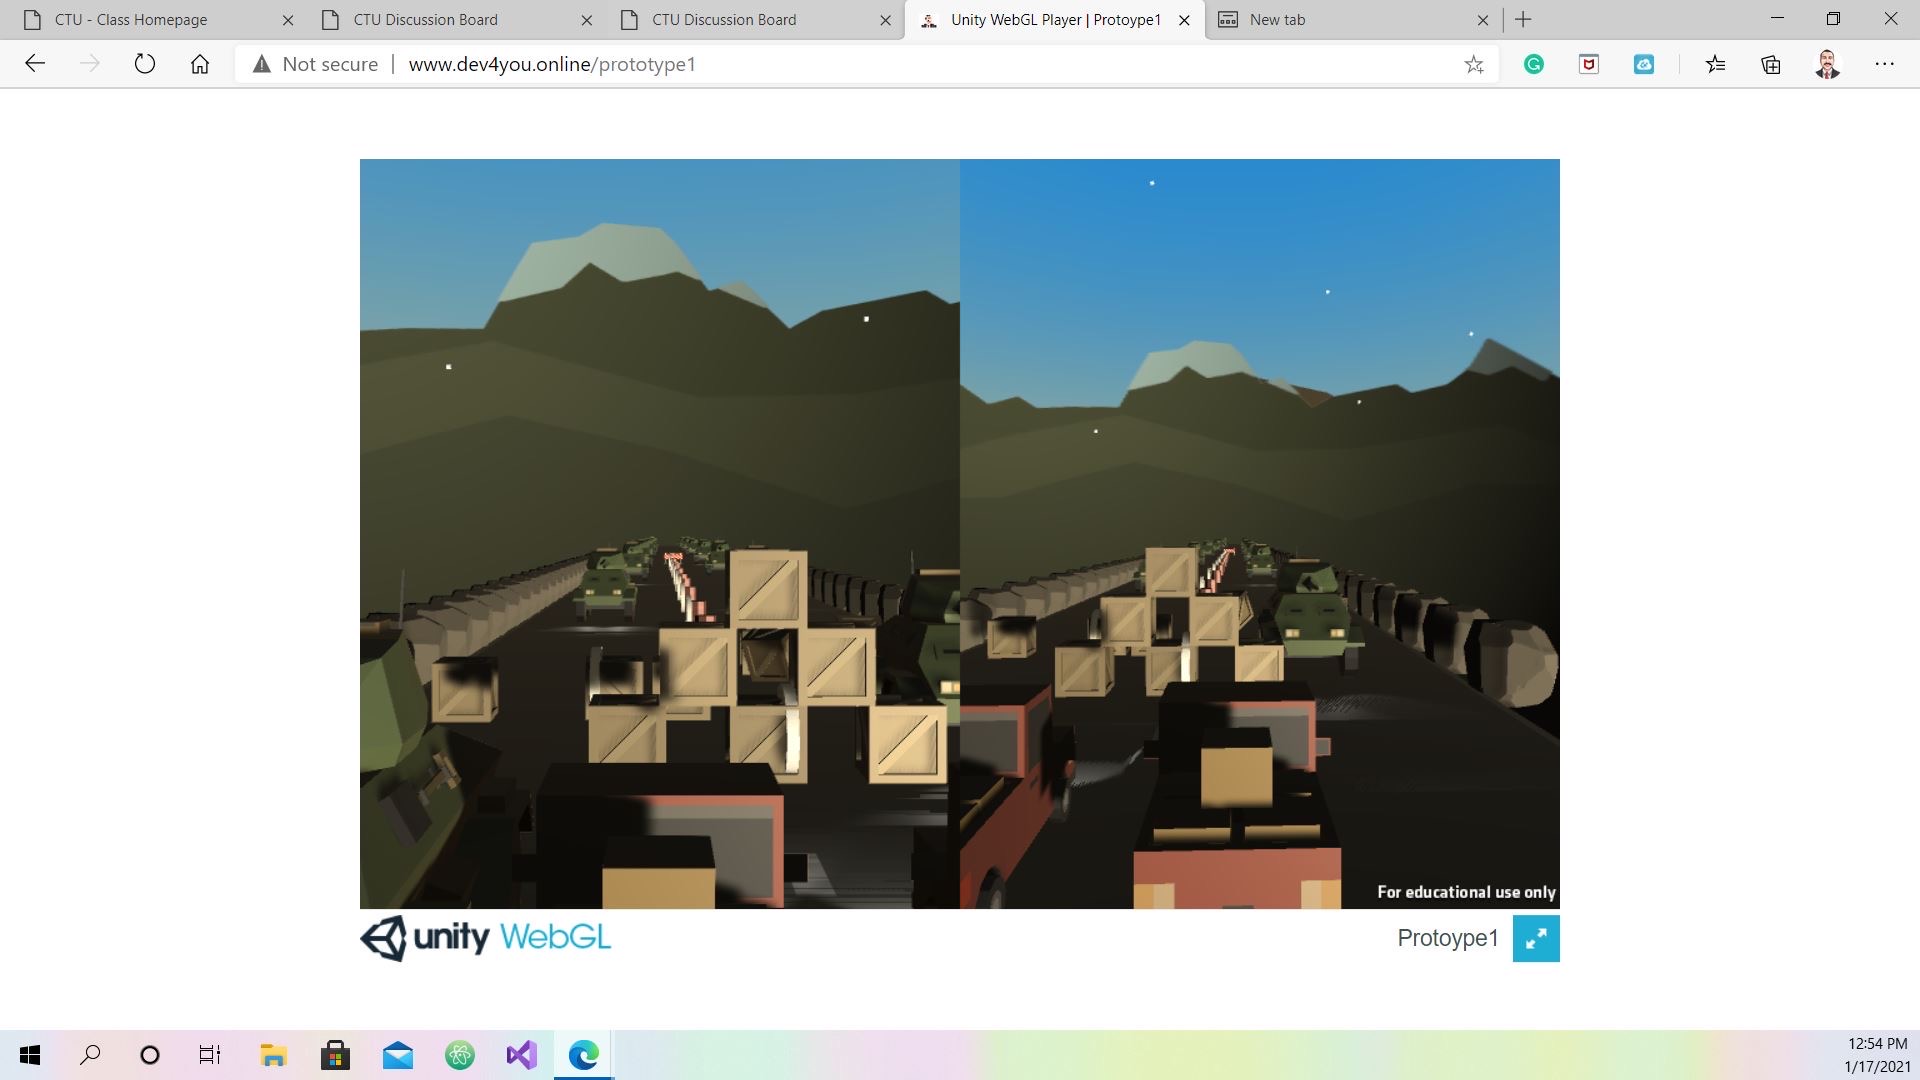 CTU - Class Homepage
CTU Discussion Board
CTU Discussion Board
Unity WebGL Player | Protoype1
New tab
Not secure | www.dev4you.online/prototype1
For educational use only
unity WebGL
Protoype1
12:54 PM
1/17/2021